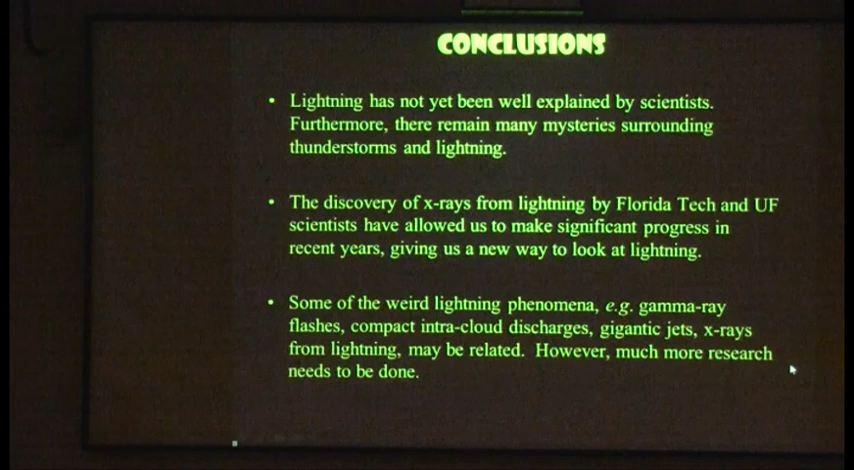 CONCLUSIONS
• Lightning has not yet been well explained by scientists.
Furthermore, there remain many mysteries surrounding
thunderstorms and lightning.
• The discovery of x-rays from lightning by Florida Tech and UF
scientists have allowed us to make significant progress in
recent years, giving us a new way to look at lightning.
• Some of the weird lightning phenomena, e.g. gamma-ray
flashes, compact intra-cloud discharges, gigantic jets, x-rays
from lightning, may be related. However, much more research
needs to be done.